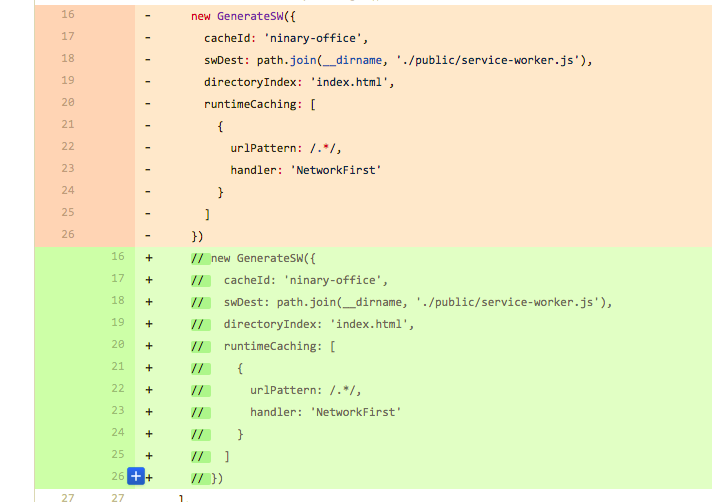 16 - new GenerateSW({
17 - cacheId: 'ninary-office',
18 - swDest: path.join(__dirname, './public/service-worker.js'),
19 - directoryIndex: 'index.html',
20 - runtimeCaching: [
21 - {
22 - urlPattern: /.*/,
23 - handler: 'NetworkFirst'
24 - }
25 - ]
26 - })
16 + // new GenerateSW({
17 + //   cacheId: 'ninary-office',
18 + //   swDest: path.join(__dirname, './public/service-worker.js'),
19 + //   directoryIndex: 'index.html',
20 + //   runtimeCaching: [
21 + //     {
22 + //       urlPattern: /.*/,
23 + //       handler: 'NetworkFirst'
24 + //     }
25 + //   ]
26 + + // })
27 27 ]